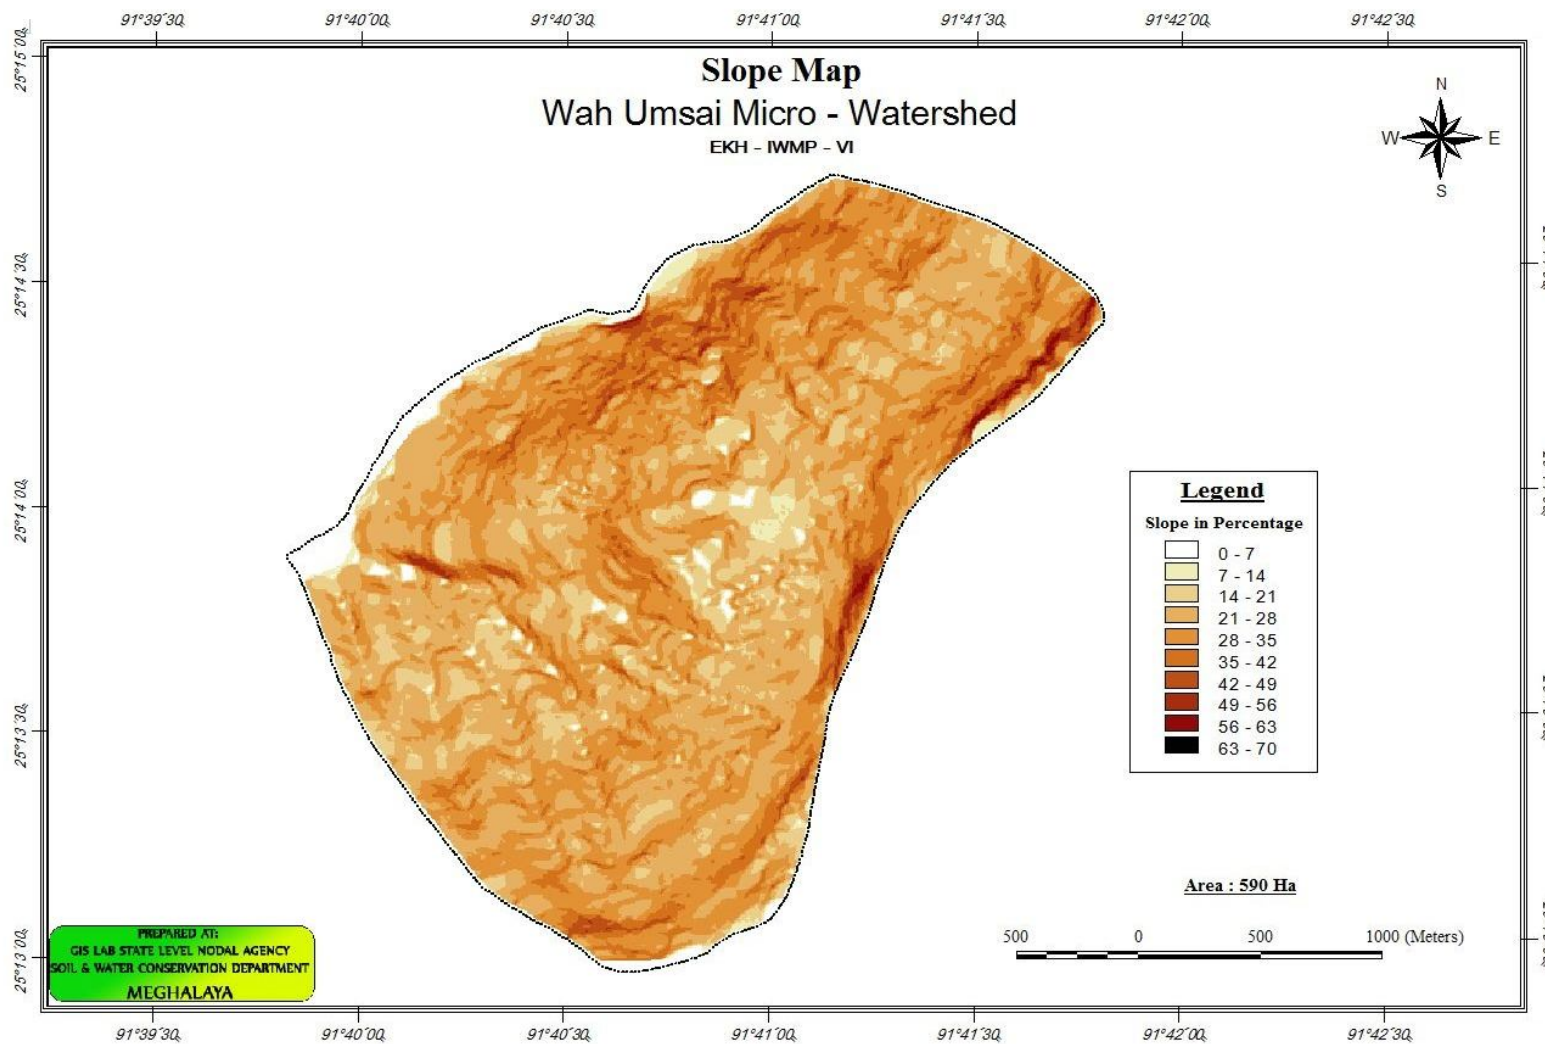 91°39´30"
91°40´00"
91°40´30"
91°41´00"
91°41´30"
91°42´00"
91°42´30"
25°15´00"
Slope Map
Wah Umsai Micro - Watershed
EKH - IWMP - VI
N
W
E
S
25°14´30"
25°14´00"
25°13´30"
25°13´00"
Legend
Slope in Percentage
0 - 7
7 - 14
14 - 21
21 - 28
28 - 35
35 - 42
42 - 49
49 - 56
56 - 63
63 - 70
Area : 590 Ha
500 0 500 1000 (Meters)
PREPARED AT:
GIS LAB STATE LEVEL NODAL AGENCY
SOIL & WATER CONSERVATION DEPARTMENT
MEGHALAYA
91°39´30"
91°40´00"
91°40´30"
91°41´00"
91°41´30"
91°42´00"
91°42´30"